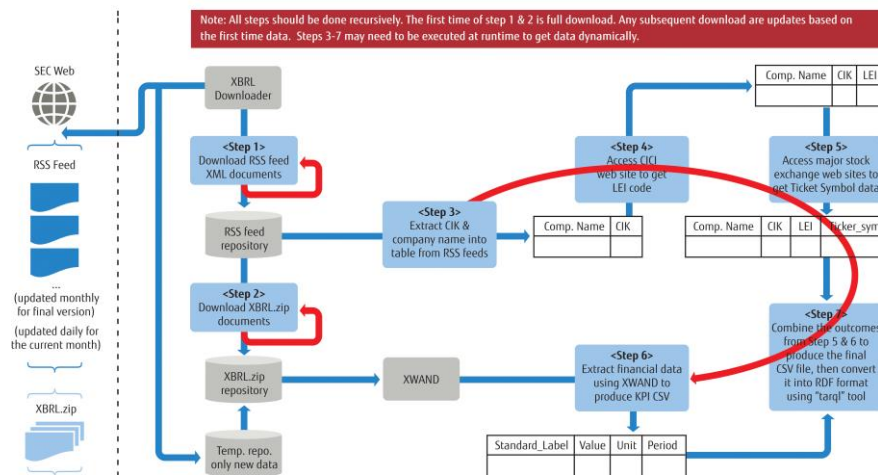 Note: All steps should be done recursively. The first time of step 1 & 2 is full download. Any subsequent download are updates based on
the first time data. Steps 3-7 may need to be executed at runtime to get data dynamically.
SEC Web
RSS Feed
...
(updated monthly
for final version)
(updated daily for
the current month)
XBRL.zip
XBRL
Downloader
<Step 1>
Download RSS feed
XML documents
RSS feed
repository
<Step 2>
Download XBRL.zip
documents
XBRL.zip
repository
Temp. repo.
only new data
<Step 3>
Extract CIK &
company name into
table from RSS feeds
XWAND
Comp. Name CIK
<Step 4>
Access CICI
web site to get
LEI code
Comp. Name CIK LEI
<Step 5>
Access major stock
exchange web sites to
get Ticket Symbol data
Comp. Name CIK LEI Ticker_sym
<Step 6>
Extract financial data
using XWAND to
produce KPI CSV
Standard_Label Value Unit Period
<Step 7>
Combine the outcomes
from Step 5 & 6 to
produce the final
CSV file, then convert
it into RDF format
using "tarql" tool